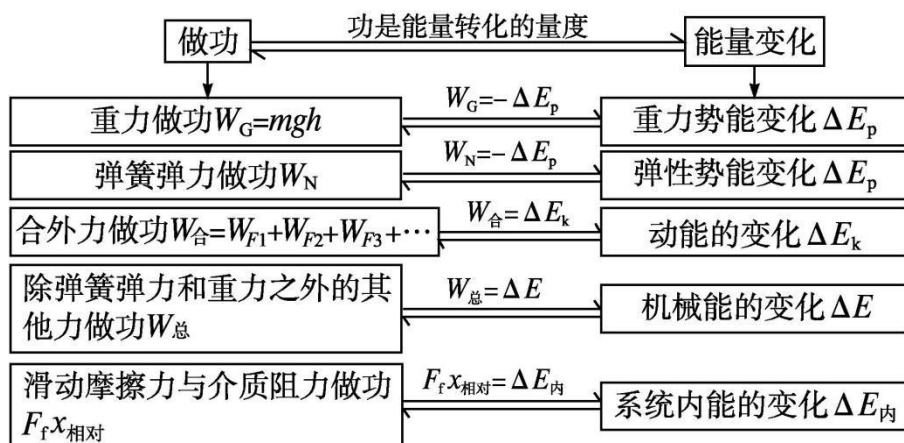 做功
功是能量转化的量度
能量变化
重力做功W_G=mgh
W_G=-ΔE_p
重力势能变化ΔE_p
弹簧弹力做功W_N
W_N=-ΔE_p
弹性势能变化ΔE_p
合外力做功W_合=W_F1+W_F2+W_F3+…
W_合=ΔE_k
动能的变化ΔE_k
除弹簧弹力和重力之外的其
他力做功W_总
W_总=ΔE
机械能的变化ΔE
滑动摩擦力与介质阻力做功
F_f x_相对
F_f x_相对=ΔE_内
系统内能的变化ΔE_内